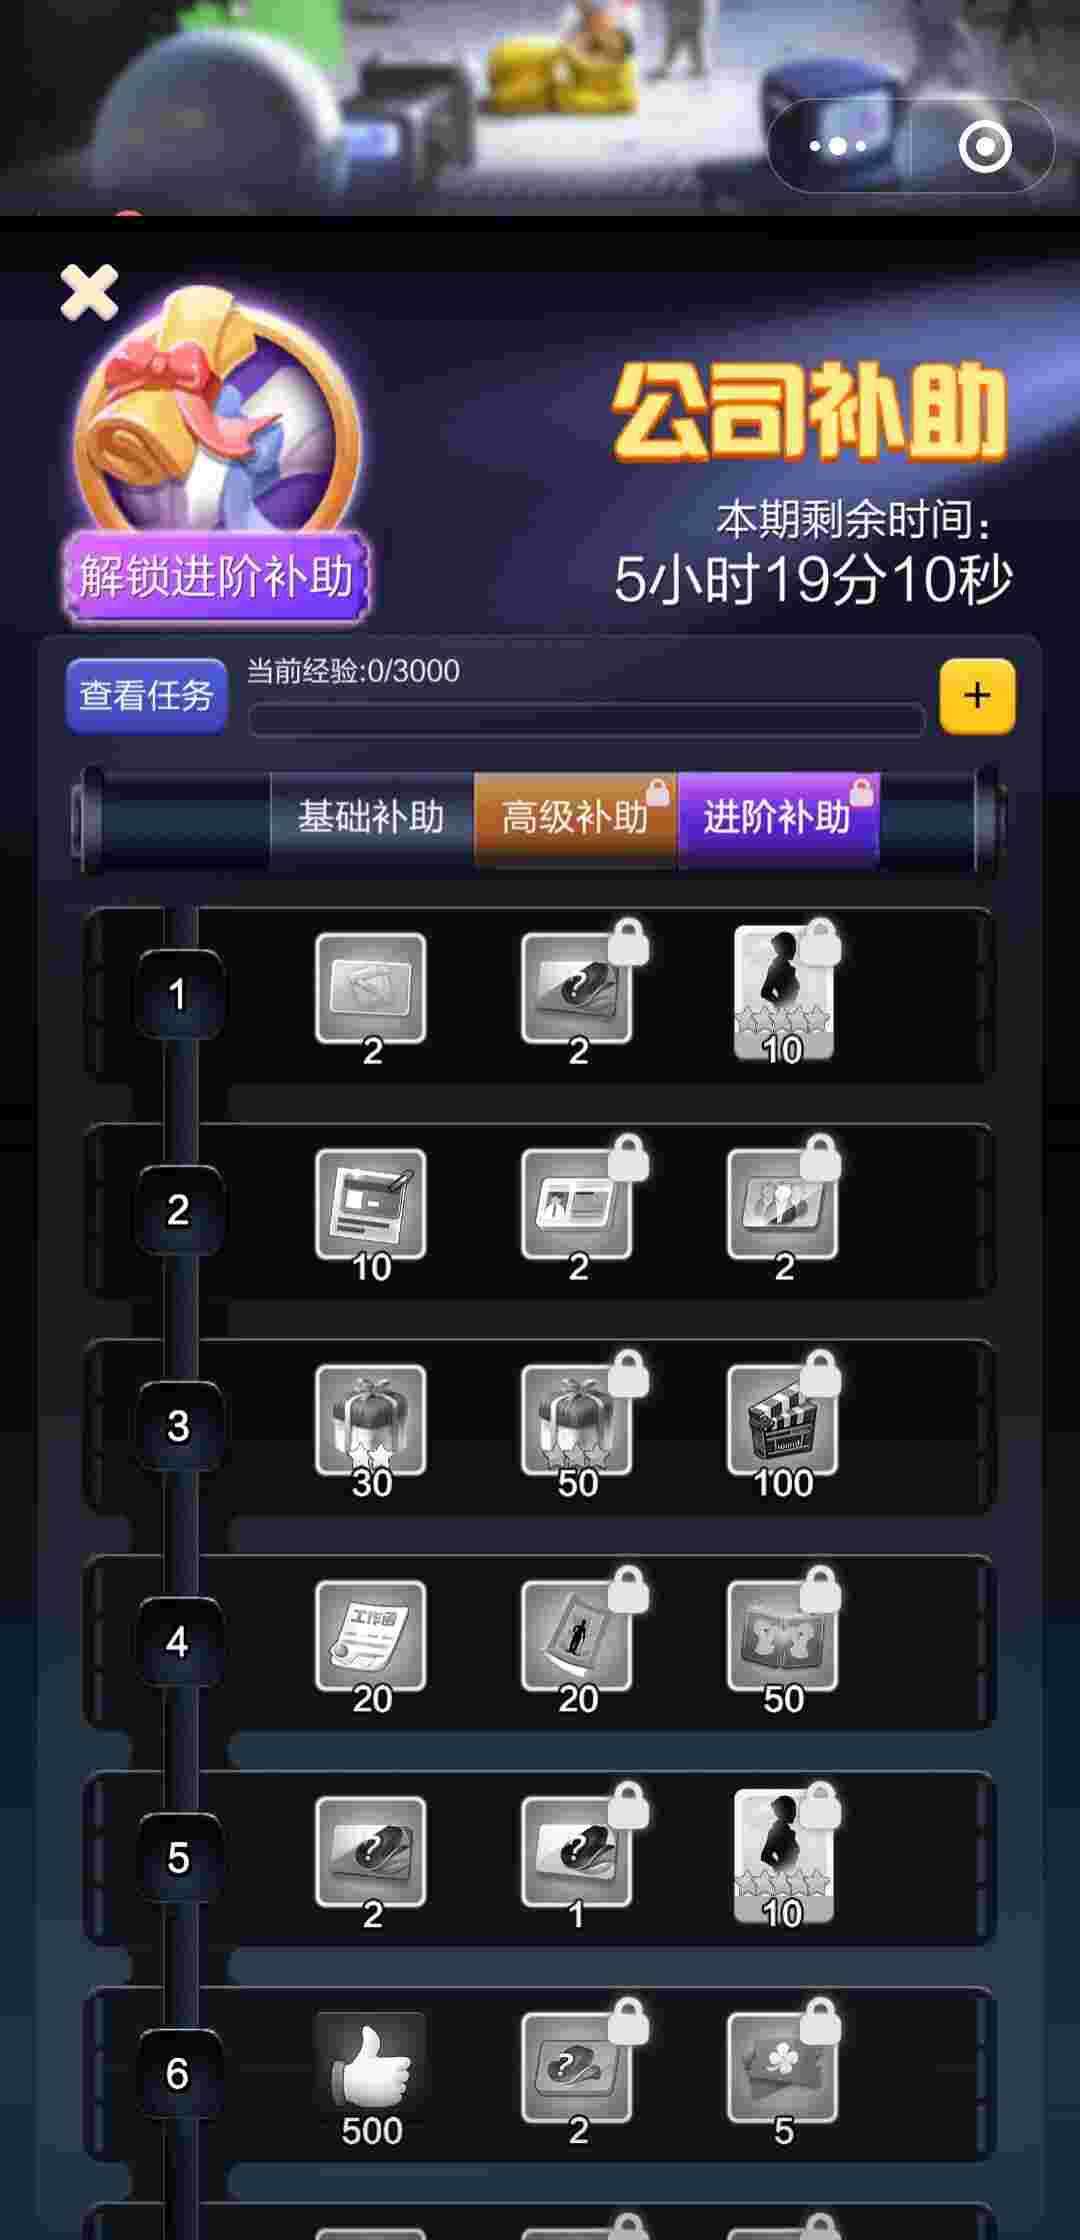 公司补助
本期剩余时间：
5小时19分10秒
解锁进阶补助
查看任务
当前经验:0/3000
+
基础补助 高级补助 进阶补助
1
2 ? 2 10
2
10 2 2
3
30 50 100
4
工作函
20 20 50
5
? 2 ? 1 10
6
500 ? 2 5